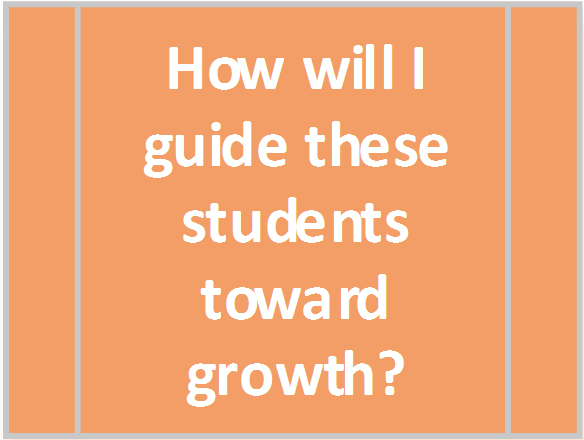 How will I
guide these
students
toward
growth?